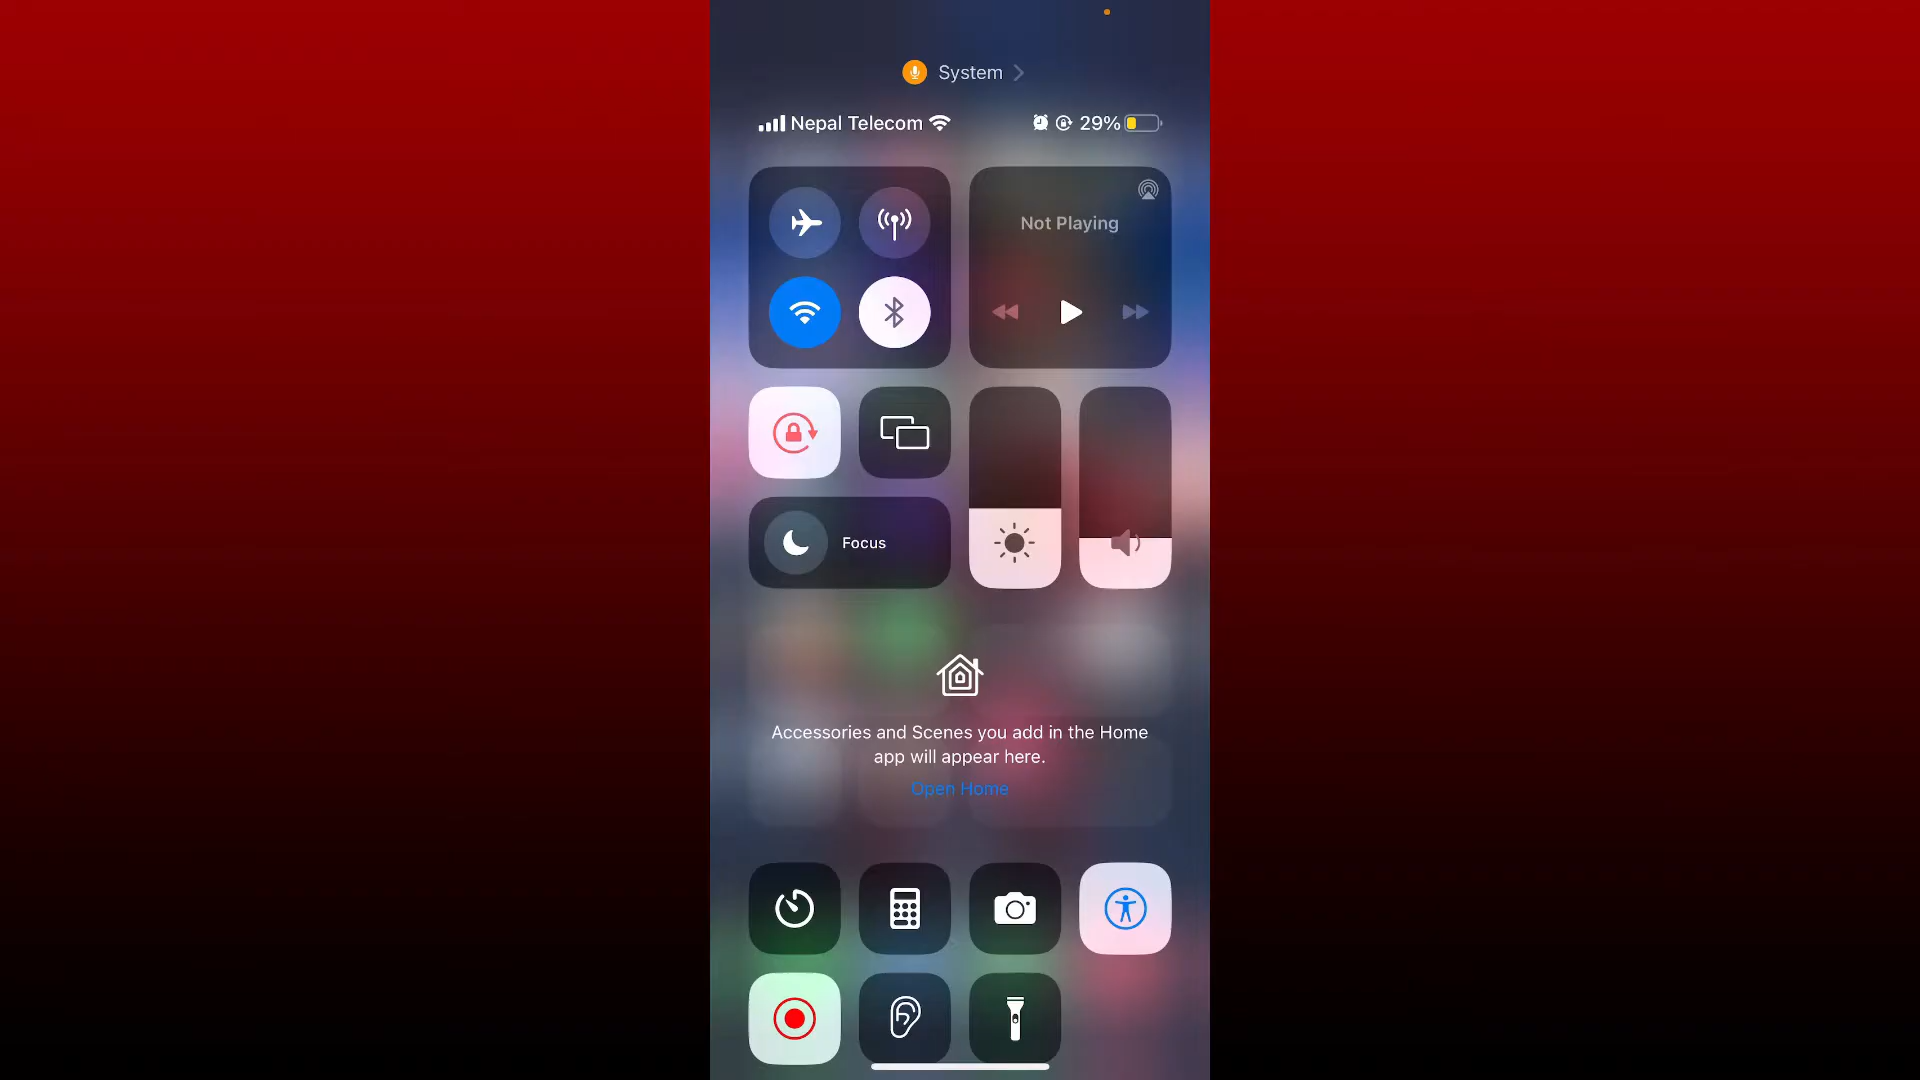 System
Nepal Telecom
29%
Not Playing
Focus
Accessories and Scenes you add in the Home
app will appear here.
Open Home